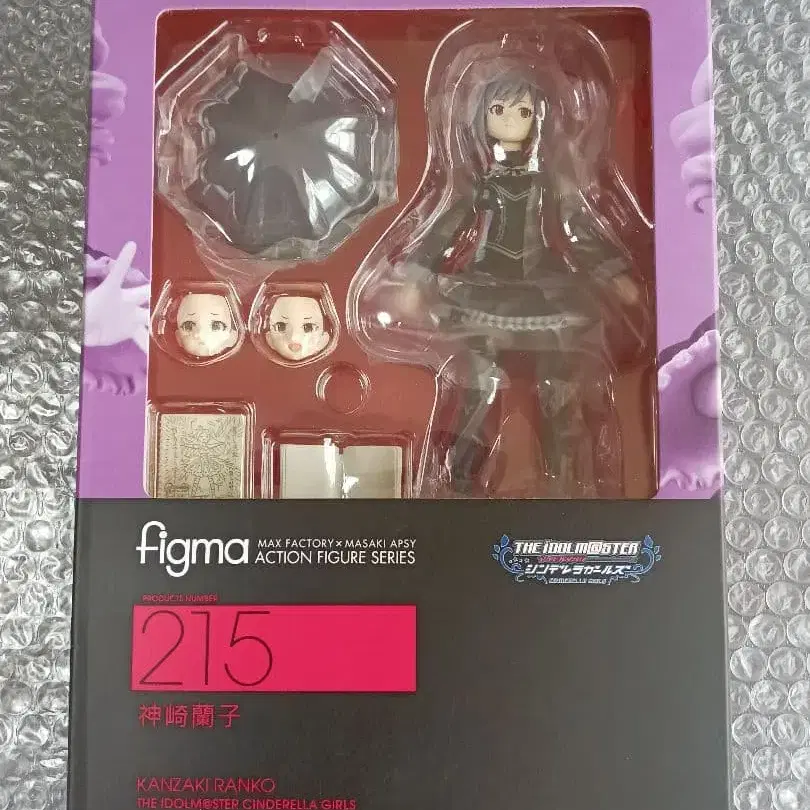 figma
MAX FACTORY × MASAKI APSY
ACTION FIGURE SERIES
THE iDOLM@STER
シンデレラガールズ
CINDERELLA GIRLS
PRODUCTS NUMBER
215
神崎蘭子
KANZAKI RANKO
THE IDOLM@STER CINDERELLA GIRLS